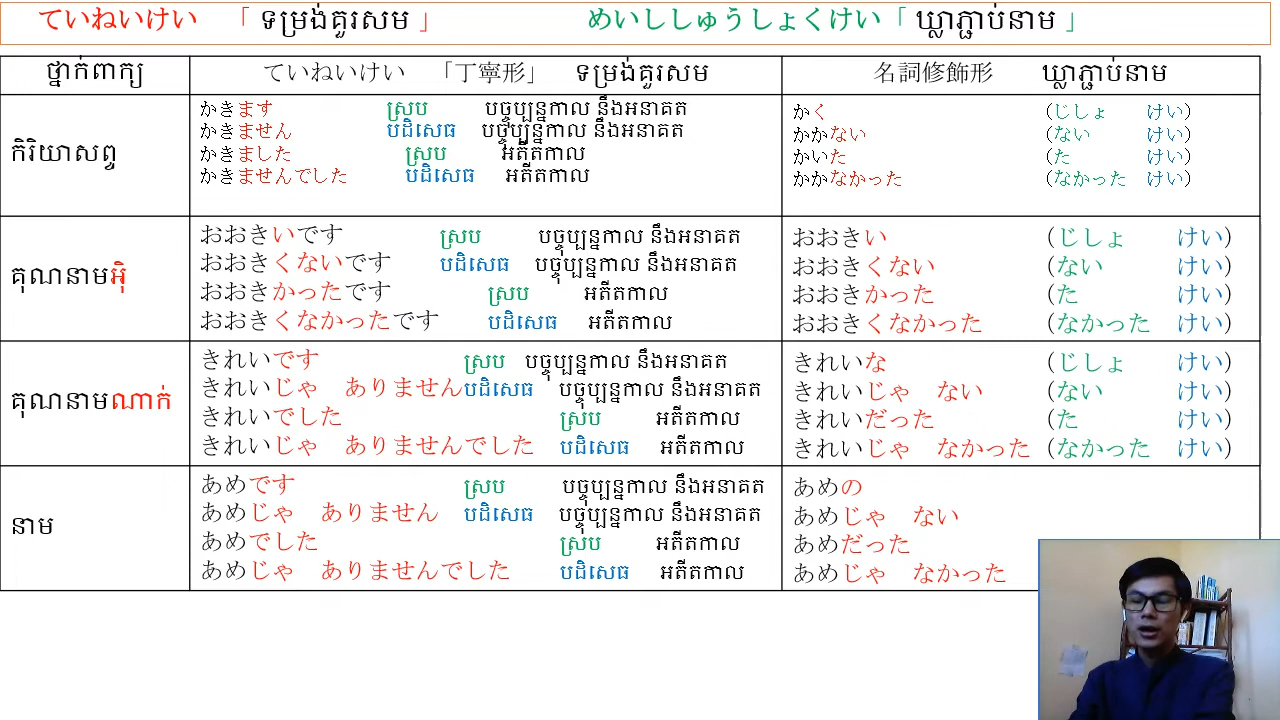 ていねいけい 「 ទម្រង់គួរសម 」 めいししゅうしょくけい「 ឃ្លាភ្ជាប់នាម 」
ថ្នាក់ពាក្យ ていねいけい 「丁寧形」 ទម្រង់គួរសម 名詞修飾形 ឃ្លាភ្ជាប់នាម
កិរិយាសព្ទ
かきます ស្រប បច្ចុប្បន្នកាល នឹងអនាគត かく (じしょ けい)
かきません បដិសេធ បច្ចុប្បន្នកាល នឹងអនាគត かかない (ない けい)
かきました ស្រប អតីតកាល かいた (た けい)
かきませんでした បដិសេធ អតីតកាល かかなかった (なかった けい)
គុណនាមអ៊ិ
おおきいです ស្រប បច្ចុប្បន្នកាល នឹងអនាគត おおきい (じしょ けい)
おおきくないです បដិសេធ បច្ចុប្បន្នកាល នឹងអនាគត おおきくない (ない けい)
おおきかったです ស្រប អតីតកាល おおきかった (た けい)
おおきくなかったです បដិសេធ អតីតកាល おおきくなかった (なかった けい)
គុណនាមណាក់
きれいです ស្រប បច្ចុប្បន្នកាល នឹងអនាគត きれいな (じしょ けい)
きれいじゃ ありません បដិសេធ បច្ចុប្បន្នកាល នឹងអនាគត きれいじゃ ない (ない けい)
きれいでした ស្រប អតីតកាល きれいだった (た けい)
きれいじゃ ありませんでした បដិសេធ អតីតកាល きれいじゃ なかった (なかった けい)
នាម
あめです ស្រប បច្ចុប្បន្នកាល នឹងអនាគត あめの
あめじゃ ありません បដិសេធ បច្ចុប្បន្នកាល នឹងអនាគត あめじゃ ない
あめでした ស្រប អតីតកាល あめだった
あめじゃ ありませんでした បដិសេធ អតីតកាល あめじゃ なかった